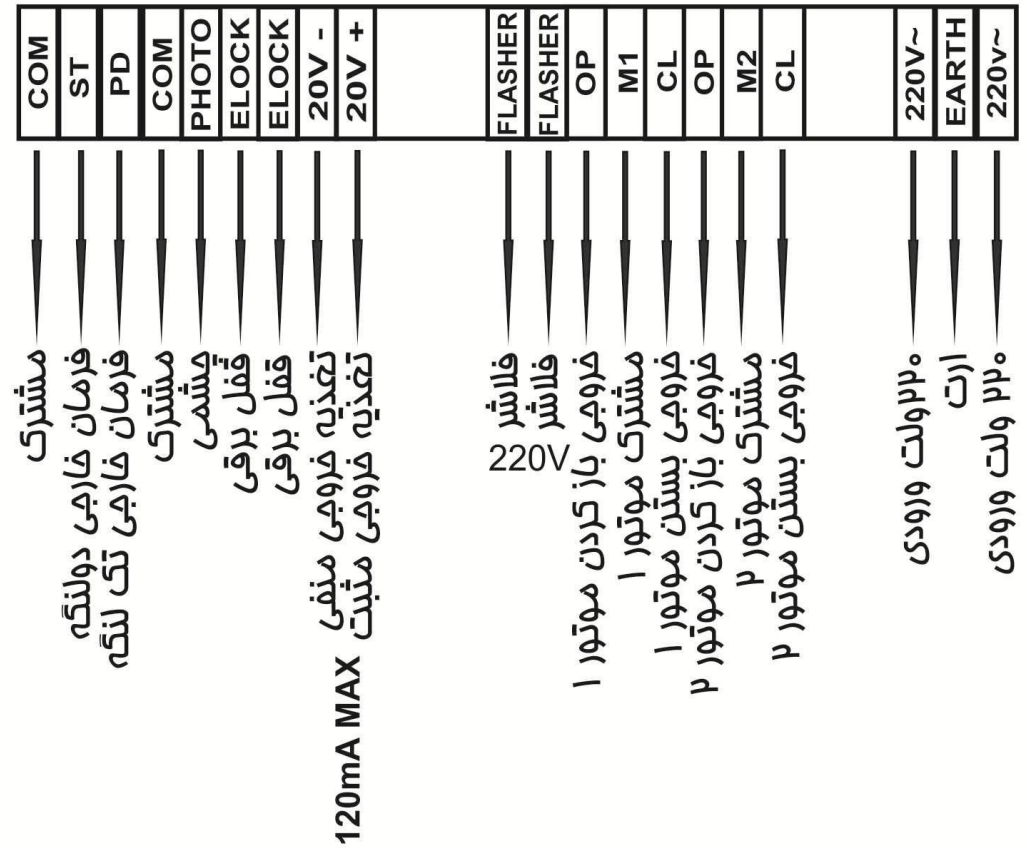 COM
ST
PD
COM
PHOTO
ELOCK
ELOCK
20V -
20V +
FLASHER
FLASHER
OP
M1
CL
OP
M2
CL
220V~
EARTH
220v~
مشترک
فرمان خارجی دولنگه
فرمان خارجی تک لنگه
مشترک
چشمی
قفل برقی
قفل برقی
تغذیه خروجی منفی
تغذیه خروجی مثبت
120mA MAX
فلاشر
فلاشر
220V
خروجی باز کردن موتور ۱
مشترک موتور ۱
خروجی بستن موتور ۱
خروجی باز کردن موتور ۲
مشترک موتور ۲
خروجی بستن موتور ۲
۲۲۰ولت ورودی
ارت
۲۲۰ ولت ورودی